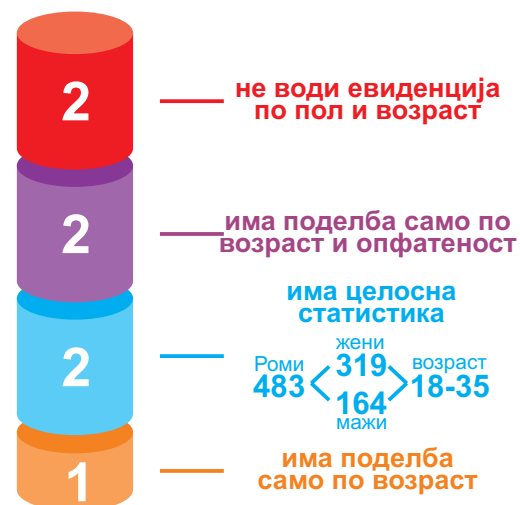 2
не води евиденција
по пол и возраст
2
има поделба само по
возраст и опфатеност
2
има целосна
статистика
жени
Роми 319 возраст
483 164 18-35
мажи
1
има поделба
само по возраст